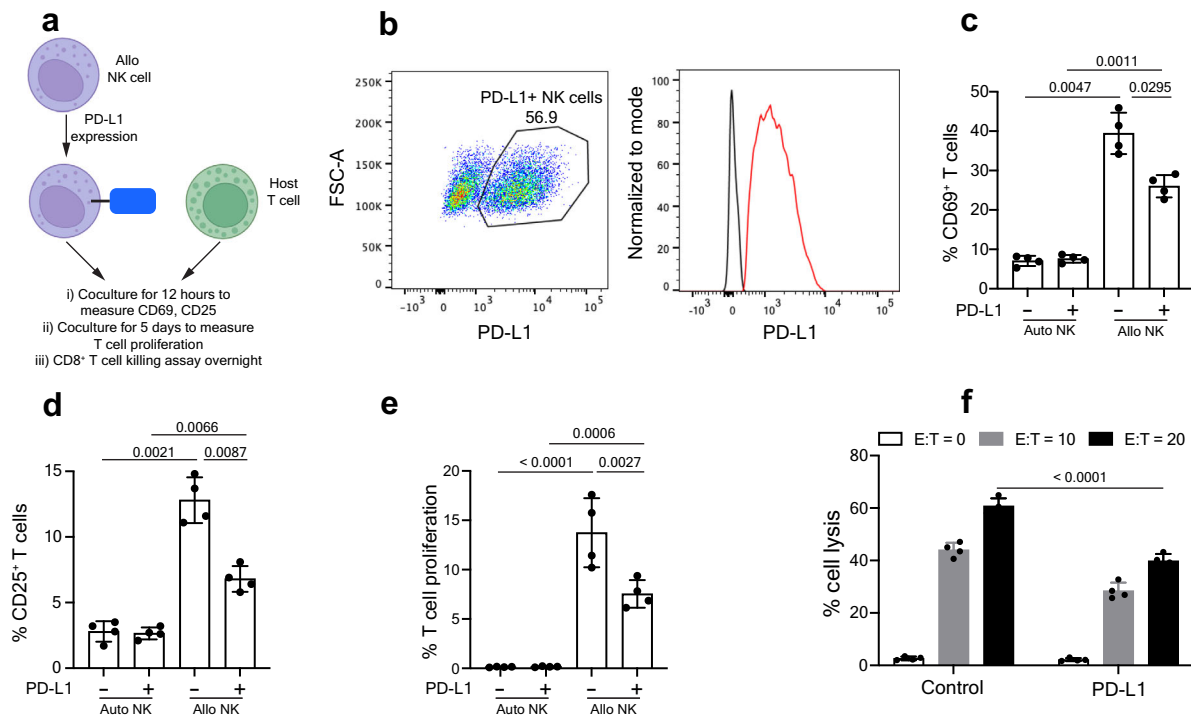 a
Allo
NK cell
PD-L1
expression
Host
T cell
i) Coculture for 12 hours to
measure CD69, CD25
ii) Coculture for 5 days to measure
T cell proliferation
iii) CD8⁺ T cell killing assay overnight
b
FSC-A
250K
200K
150K
100K
50K
0
PD-L1+ NK cells
56.9
-10³ 0 10³ 10⁴ 10⁵
PD-L1
Normalized to mode
100
80
60
40
20
0
-10³ 0 10³ 10⁴ 10⁵
PD-L1
c
0.0011
0.0047 0.0295
% CD69⁺ T cells
50
40
30
20
10
0
PD-L1 – + – +
Auto NK Allo NK
d
0.0066
0.0021 0.0087
% CD25⁺ T cells
15
10
5
0
PD-L1 – + – +
Auto NK Allo NK
e
0.0006
< 0.0001 0.0027
% T cell proliferation
20
15
10
5
0
PD-L1 – + – +
Auto NK Allo NK
f
E:T = 0 E:T = 10 E:T = 20
< 0.0001
% cell lysis
80
60
40
20
0
Control PD-L1